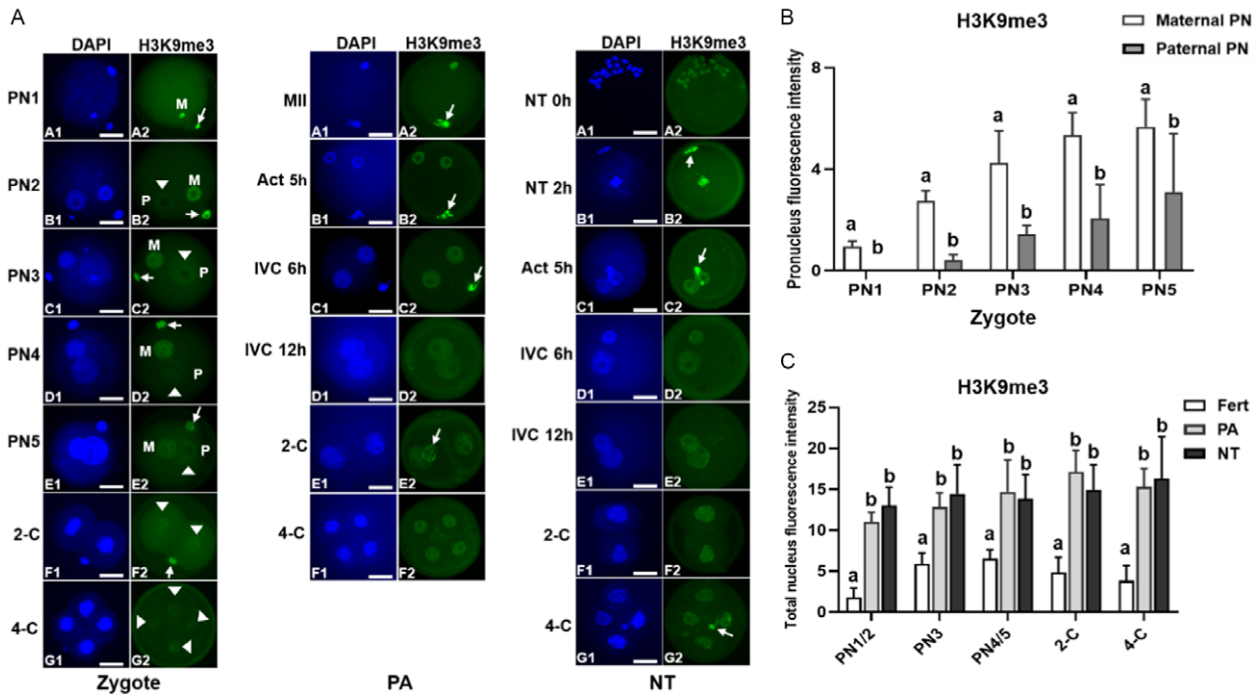 A
DAPI H3K9me3
PN1 A1 A2 M
PN2 B1 B2 P M
PN3 C1 C2 M P
PN4 D1 D2 M P
PN5 E1 E2 M P
2-C F1 F2
4-C G1 G2
Zygote
DAPI H3K9me3
MII A1 A2
Act 5h B1 B2
IVC 6h C1 C2
IVC 12h D1 D2
2-C E1 E2
4-C F1 F2
PA
DAPI H3K9me3
NT 0h A1 A2
NT 2h B1 B2
Act 5h C1 C2
IVC 6h D1 D2
IVC 12h E1 E2
2-C F1 F2
4-C G1 G2
NT
B
H3K9me3
Maternal PN
Paternal PN
Pronucleus fluorescence intensity
8
4
0
a b a b a b a b a b
PN1 PN2 PN3 PN4 PN5
Zygote
C
H3K9me3
Fert
PA
NT
Total nucleus fluorescence intensity
25
20
15
10
5
0
a b b a b b a b b a b b a b b
PN1/2 PN3 PN4/5 2-C 4-C